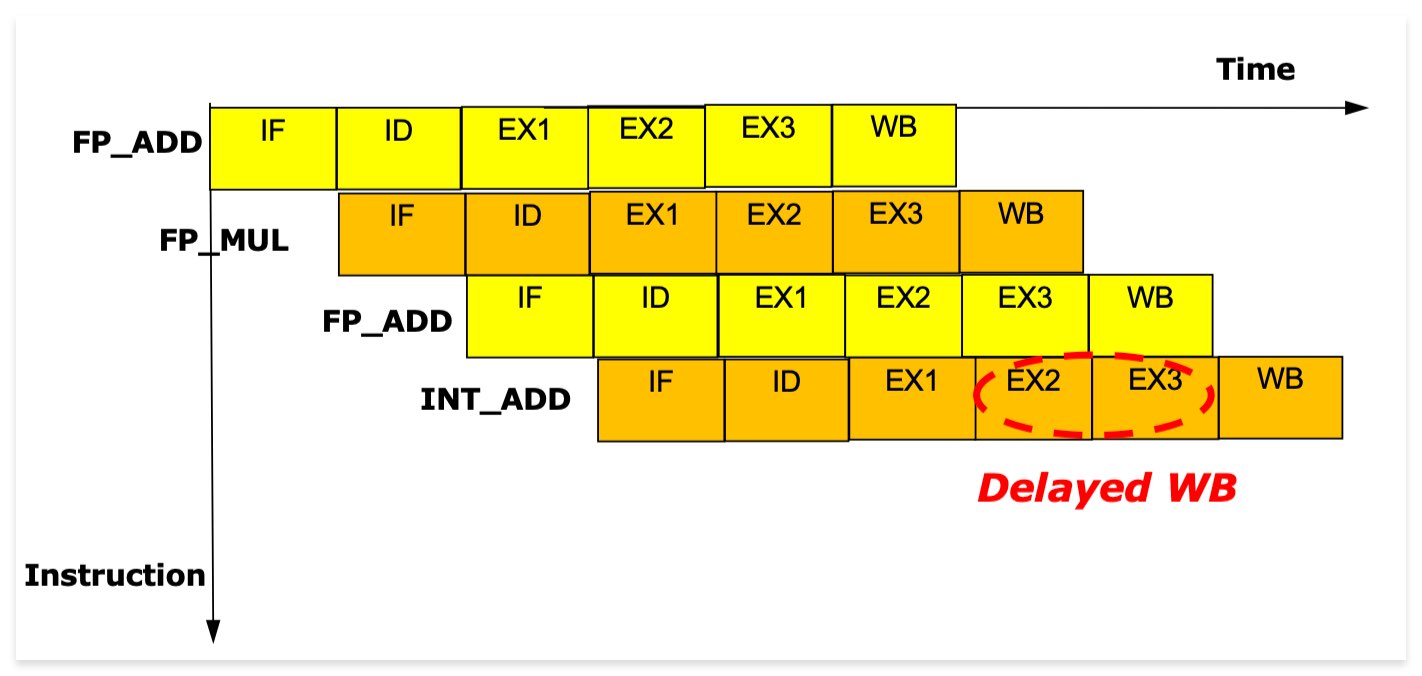 Time
FP_ADD IF ID EX1 EX2 EX3 WB
FP_MUL IF ID EX1 EX2 EX3 WB
FP_ADD IF ID EX1 EX2 EX3 WB
INT_ADD IF ID EX1 EX2 EX3 WB
Delayed WB
Instruction